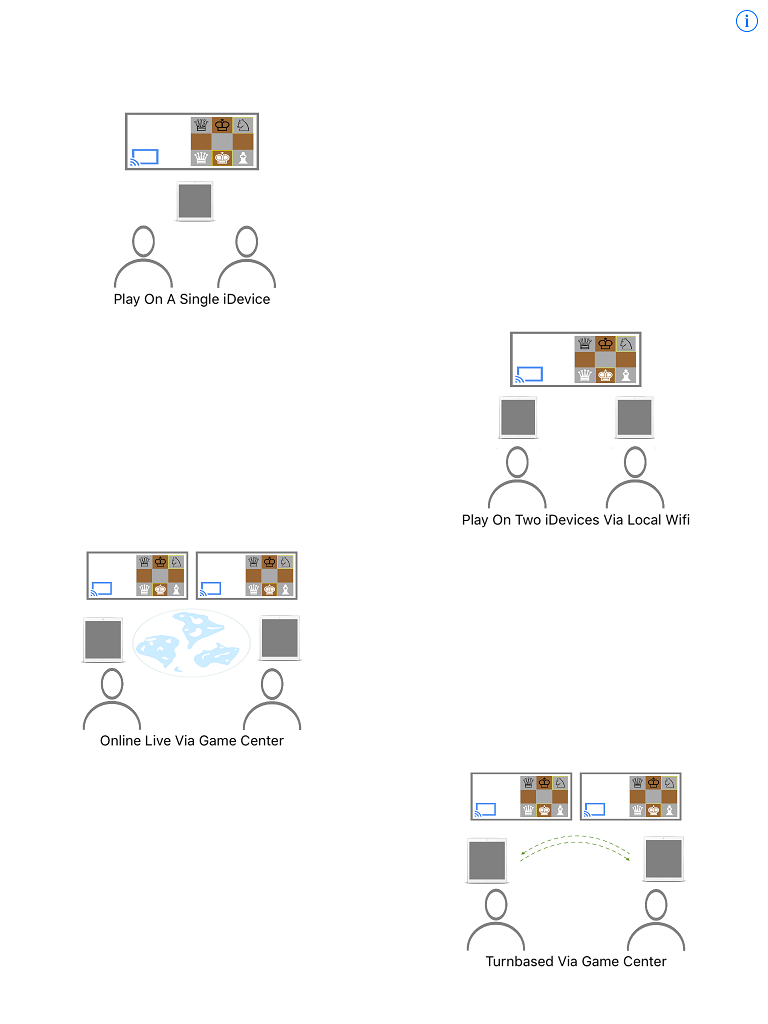 i
Play On A Single iDevice
Play On Two iDevices Via Local Wifi
Online Live Via Game Center
Turnbased Via Game Center